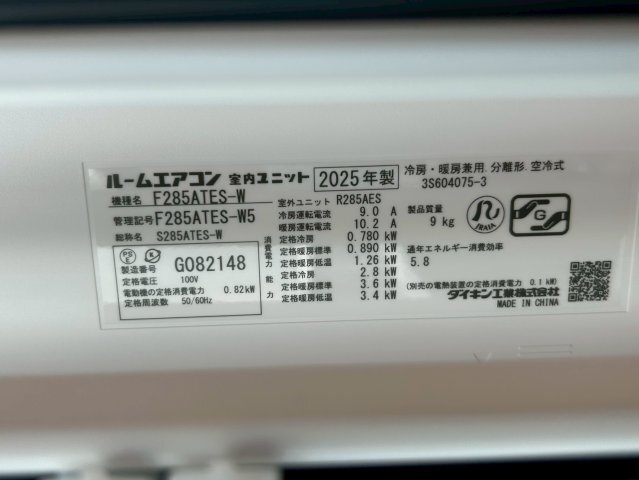 ルームエアコン 室内ユニット 2025年製 冷房・暖房兼用.分離形.空冷式
3S604075-3
機種名 F285ATES-W
管理記号 F285ATES-W5
総称名 S285ATES-W
PS E
製造番号 G082148
定格電圧 100V
電動機の定格消費電力 0.82kW
定格周波数 50/60Hz
室外ユニット R285AES
冷房運転電流 9.0 A
暖房運転電流 10.2 A
消費電力 定格冷房 0.780 kW
定格暖房標準 0.890 kW
定格暖房低温 1.26 kW
能力 定格冷房 2.8 kW
定格暖房標準 3.6 kW
定格暖房低温 3.4 kW
製品質量 9 kg
JRAIA
G
通年エネルギー消費効率
5.8
(別売の電熱装置の定格消費電力 0.1 kW)
ダイキン工業株式会社
MADE IN CHINA